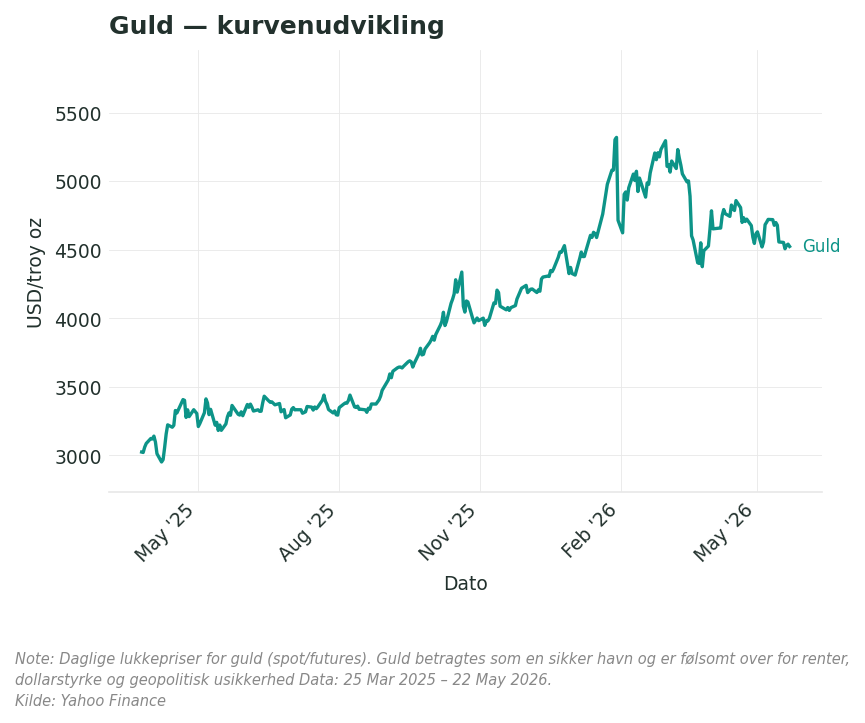 Guld — kurvenudvikling
USD/troy oz
5500
5000
4500
4000
3500
3000
Guld
May '25
Aug '25
Nov '25
Feb '26
May '26
Dato
Note: Daglige lukkepriser for guld (spot/futures). Guld betragtes som en sikker havn og er følsomt over for renter,
dollarstyrke og geopolitisk usikkerhed Data: 25 Mar 2025 – 22 May 2026.
Kilde: Yahoo Finance